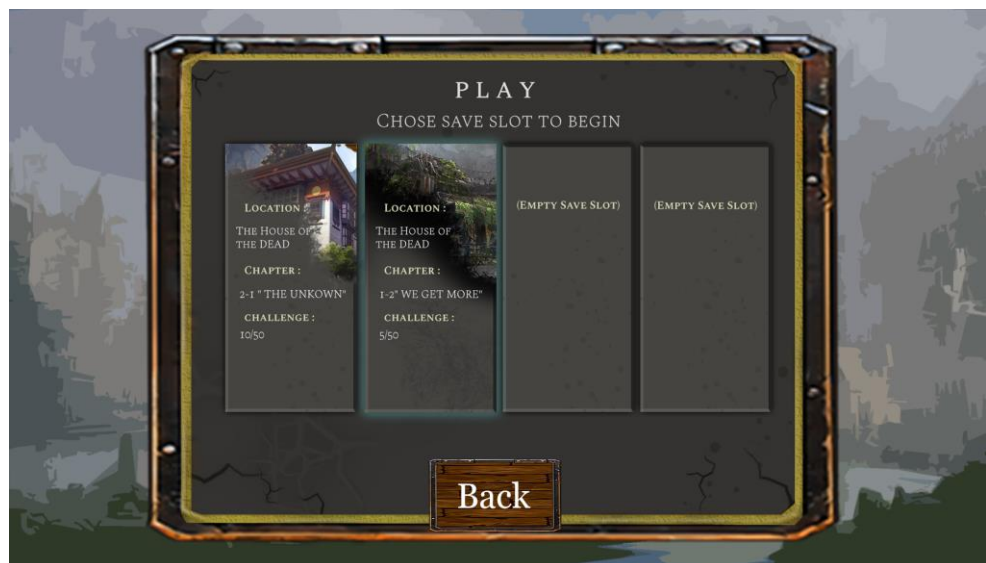 PLAY
CHOSE SAVE SLOT TO BEGIN
LOCATION :
THE HOUSE OF
THE DEAD
CHAPTER :
2-1 " THE UNKOWN"
CHALLENGE :
10/50
LOCATION :
THE HOUSE OF
THE DEAD
CHAPTER :
1-2" WE GET MORE"
CHALLENGE :
5/50
(EMPTY SAVE SLOT)
(EMPTY SAVE SLOT)
Back